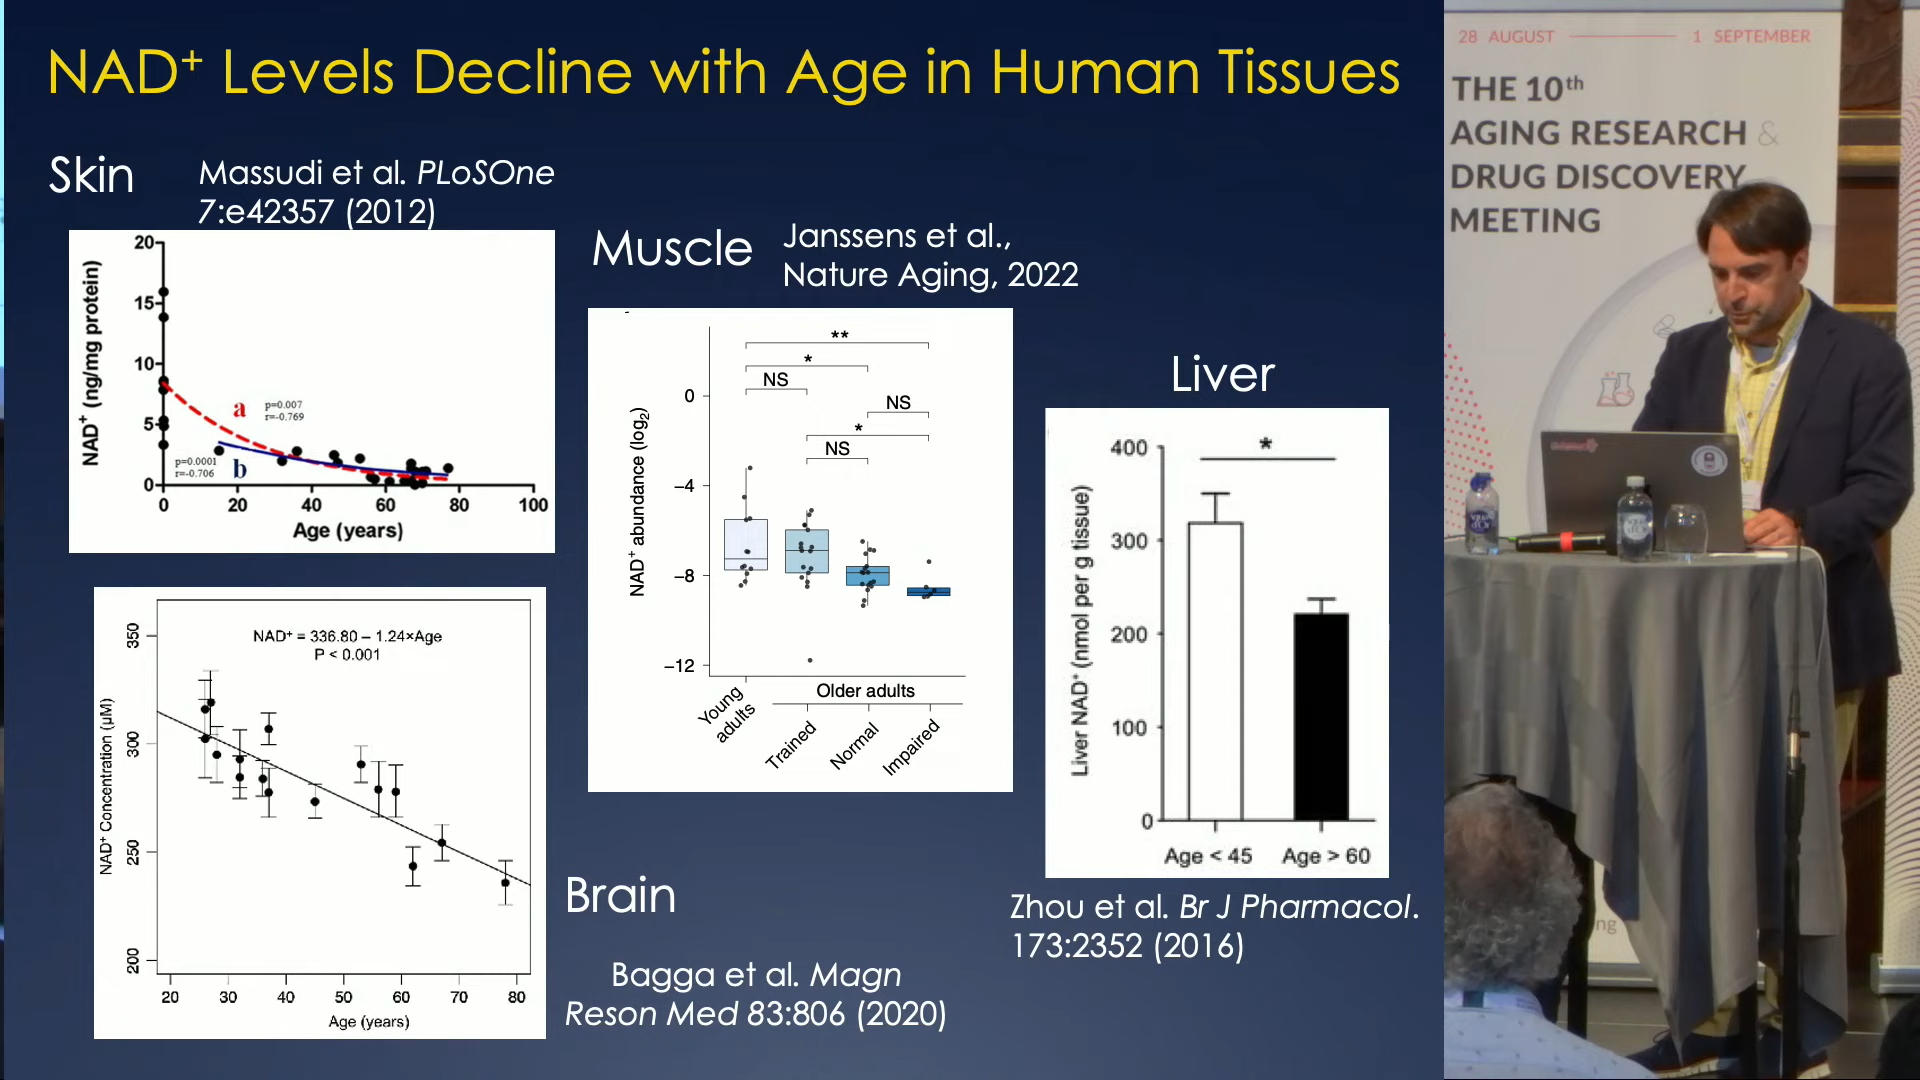 NAD⁺ Levels Decline with Age in Human Tissues
Skin
Massudi et al. PLoSOne
7:e42357 (2012)
NAD⁺ (ng/mg protein)
20
15
10
5
0
a
p=0.007
r=-0.769
p=0.0001
r=-0.706
b
0 20 40 60 80 100
Age (years)
Muscle
Janssens et al.,
Nature Aging, 2022
NAD⁺ abundance (log₂)
**
*
NS
NS
*
NS
0
−4
−8
−12
Young
adults
Older adults
Trained
Normal
Impaired
Liver
Liver NAD⁺ (nmol per g tissue)
*
400
300
200
100
0
Age < 45 Age > 60
Zhou et al. Br J Pharmacol.
173:2352 (2016)
NAD⁺ = 336.80 – 1.24×Age
P < 0.001
NAD⁺ Concentration (μM)
350
300
250
200
20 30 40 50 60 70 80
Age (years)
Brain
Bagga et al. Magn
Reson Med 83:806 (2020)
28 AUGUST 1 SEPTEMBER
THE 10th
AGING RESEARCH &
DRUG DISCOVERY
MEETING
ng